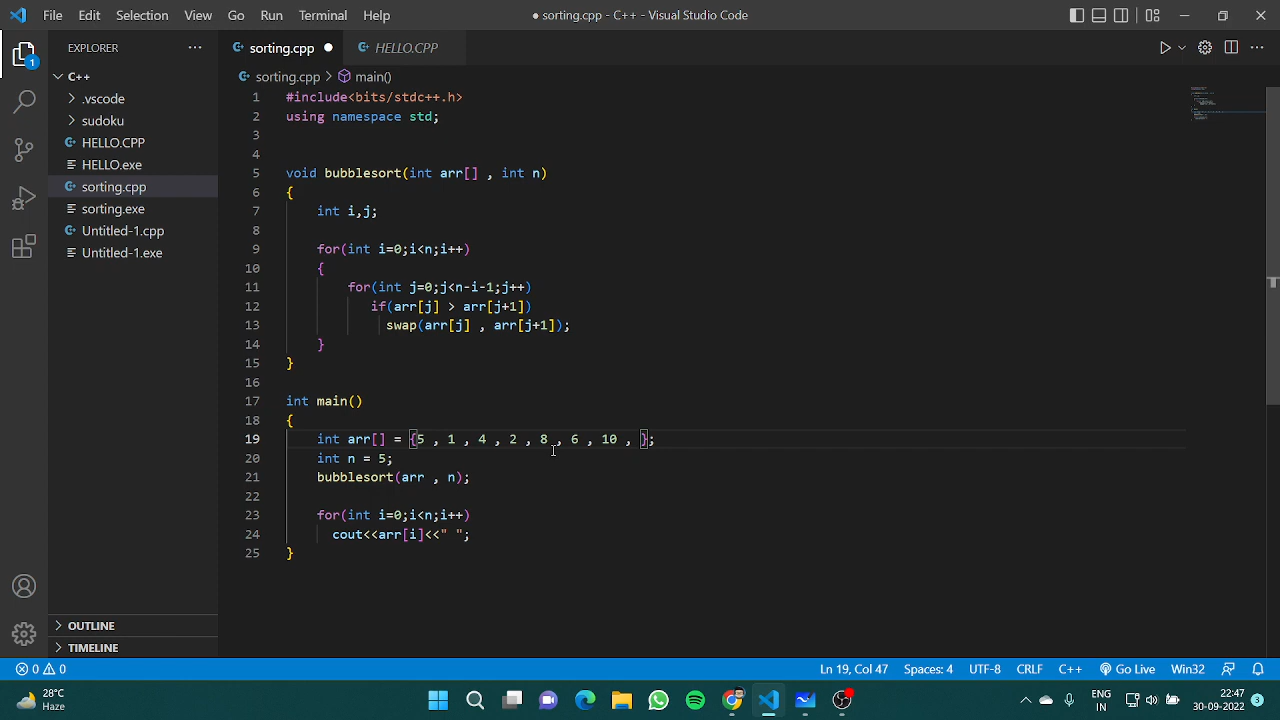 File Edit Selection View Go Run Terminal Help ● sorting.cpp - C++ - Visual Studio Code
EXPLORER ...
sorting.cpp ● HELLO.CPP
C++
sorting.cpp > main()
.vscode
sudoku
HELLO.CPP
HELLO.exe
sorting.cpp
sorting.exe
Untitled-1.cpp
Untitled-1.exe
1 #include<bits/stdc++.h>
2 using namespace std;
3
4
5 void bubblesort(int arr[] , int n)
6 {
7 int i,j;
8
9 for(int i=0;i<n;i++)
10 {
11 for(int j=0;j<n-i-1;j++)
12 if(arr[j] > arr[j+1])
13 swap(arr[j] , arr[j+1]);
14 }
15 }
16
17 int main()
18 {
19 int arr[] = {5 , 1 , 4 , 2 , 8 , 6 , 10 , };
20 int n = 5;
21 bubblesort(arr , n);
22
23 for(int i=0;i<n;i++)
24 cout<<arr[i]<<" ";
25 }
OUTLINE
TIMELINE
1
0 0 Ln 19, Col 47 Spaces: 4 UTF-8 CRLF C++ Go Live Win32
28°C
Haze
ENG
IN
22:47
30-09-2022
3